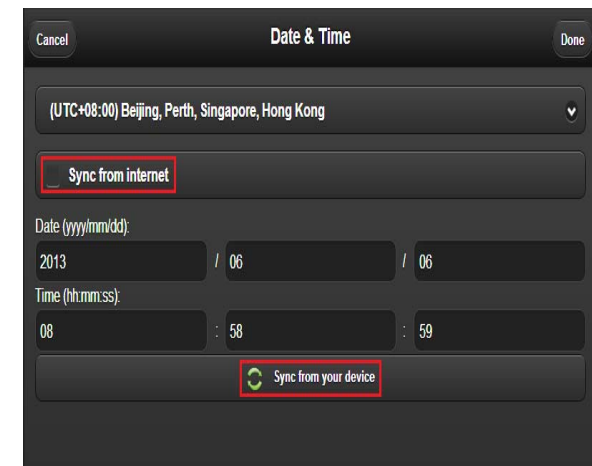 Cancel Date & Time Done
(UTC+08:00) Beijing, Perth, Singapore, Hong Kong
Sync from internet
Date (yyyy/mm/dd):
2013 / 06 / 06
Time (hh:mm:ss):
08 : 58 : 59
Sync from your device